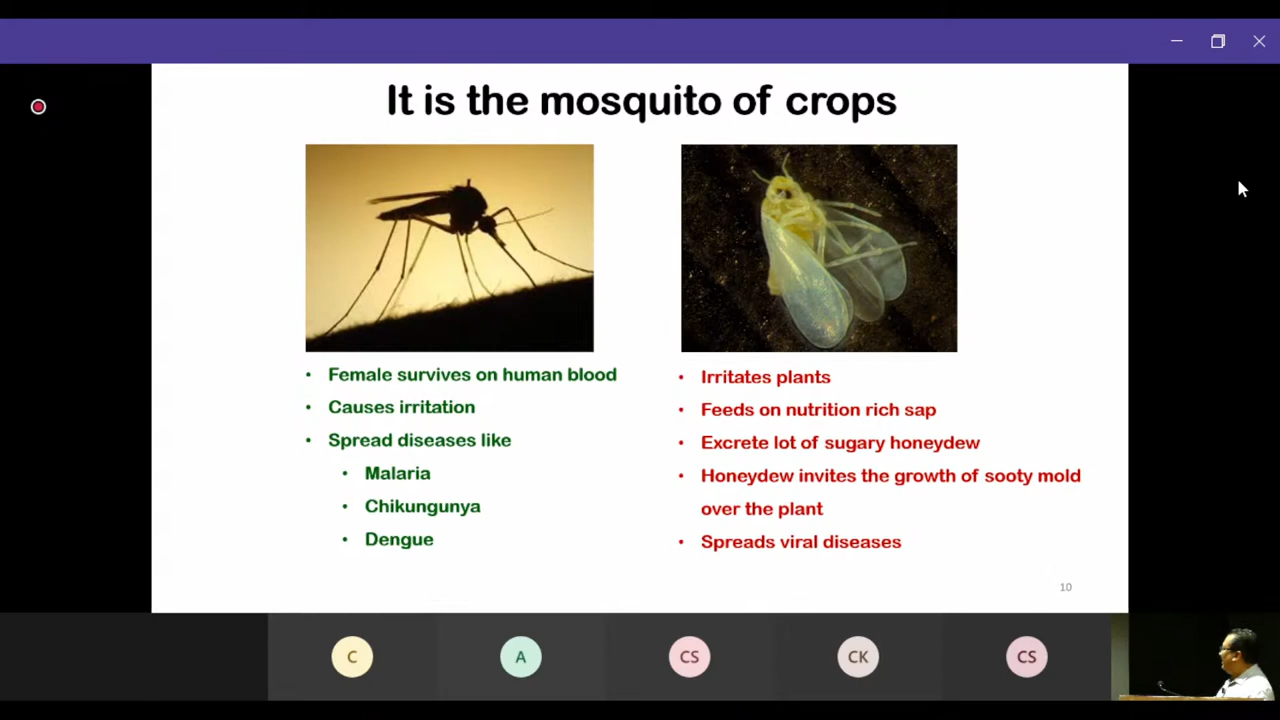 It is the mosquito of crops
• Female survives on human blood
• Causes irritation
• Spread diseases like
• Malaria
• Chikungunya
• Dengue
• Irritates plants
• Feeds on nutrition rich sap
• Excrete lot of sugary honeydew
• Honeydew invites the growth of sooty mold
over the plant
• Spreads viral diseases
10
C
A
CS
CK
CS